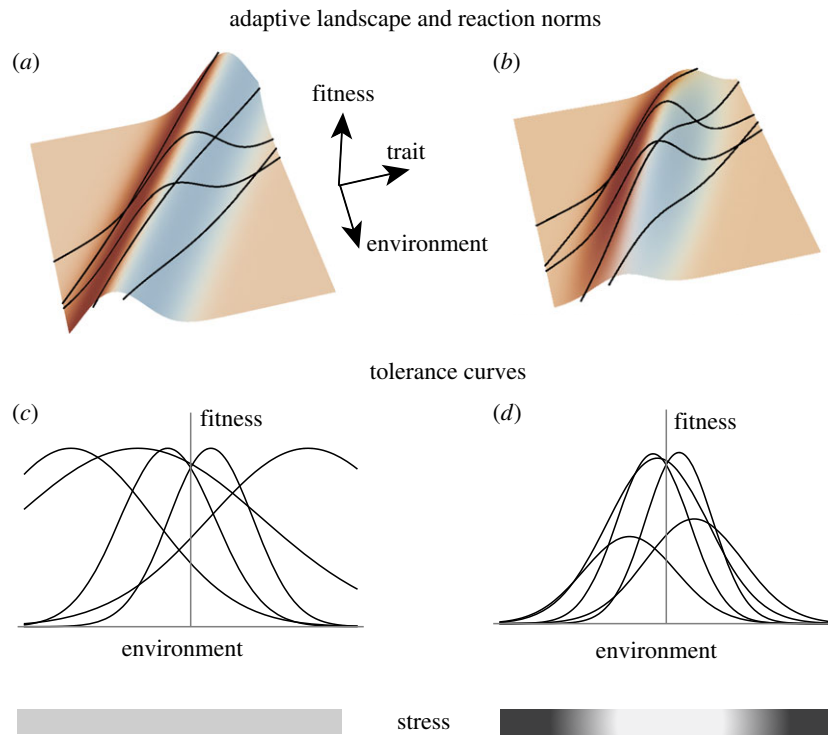 adaptive landscape and reaction norms
(a)
(b)
fitness
trait
environment
tolerance curves
(c)
(d)
fitness
fitness
environment
environment
stress